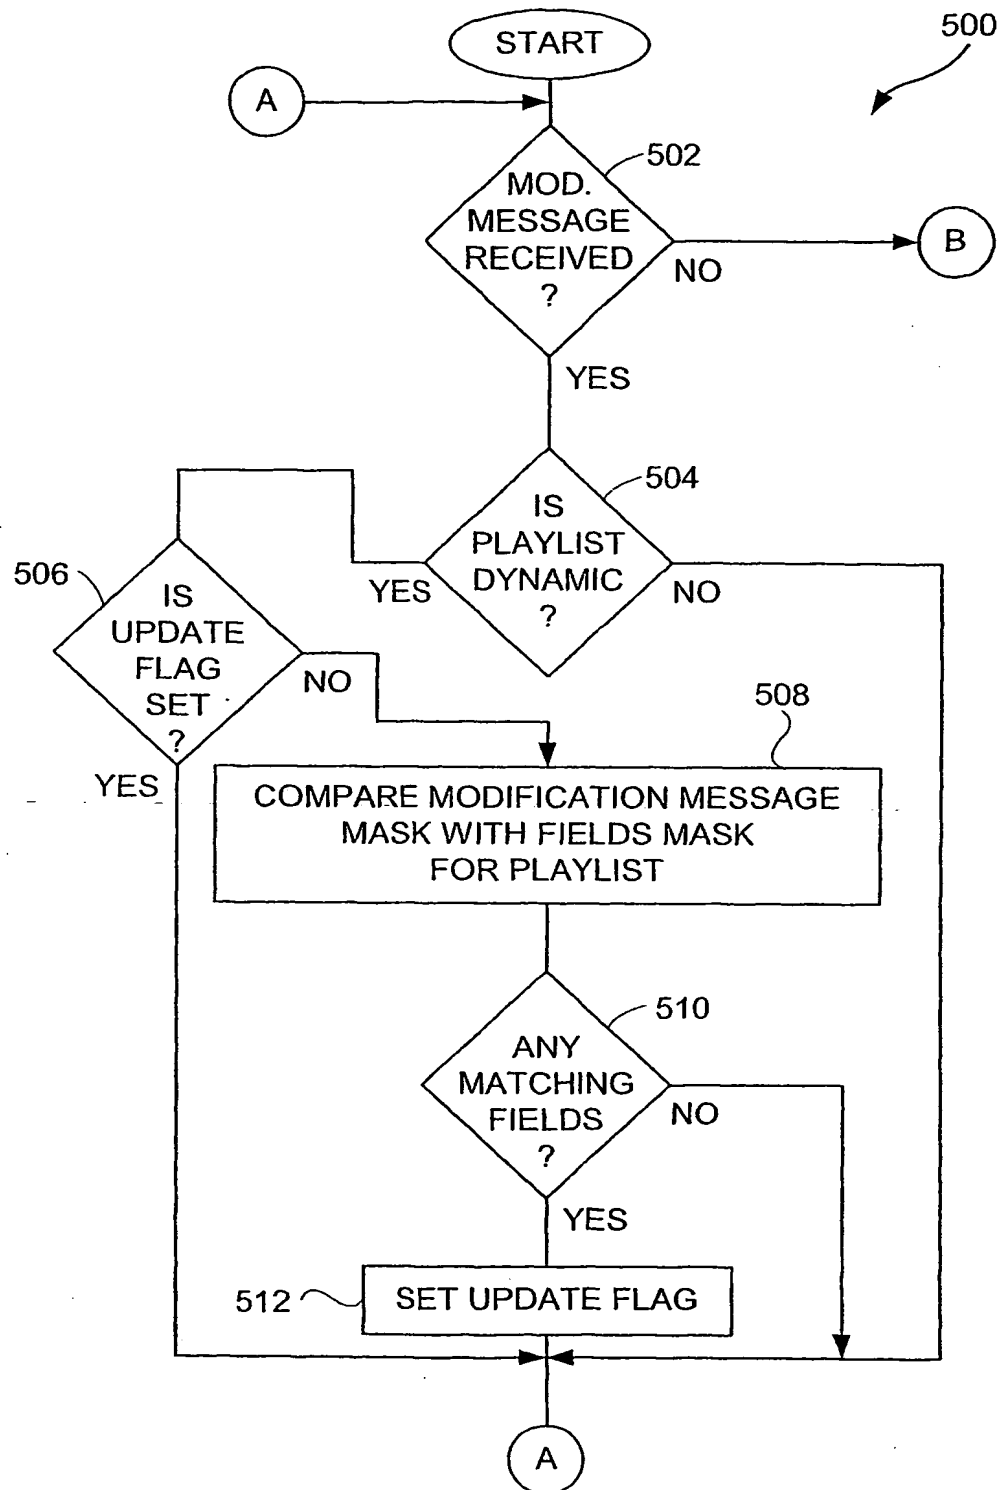 START
500
A
502
MOD.
MESSAGE
RECEIVED
?
NO
B
YES
504
IS
PLAYLIST
DYNAMIC
?
YES
NO
506
IS
UPDATE
FLAG
SET
?
NO
YES
508
COMPARE MODIFICATION MESSAGE
MASK WITH FIELDS MASK
FOR PLAYLIST
510
ANY
MATCHING
FIELDS
?
NO
YES
512
SET UPDATE FLAG
A